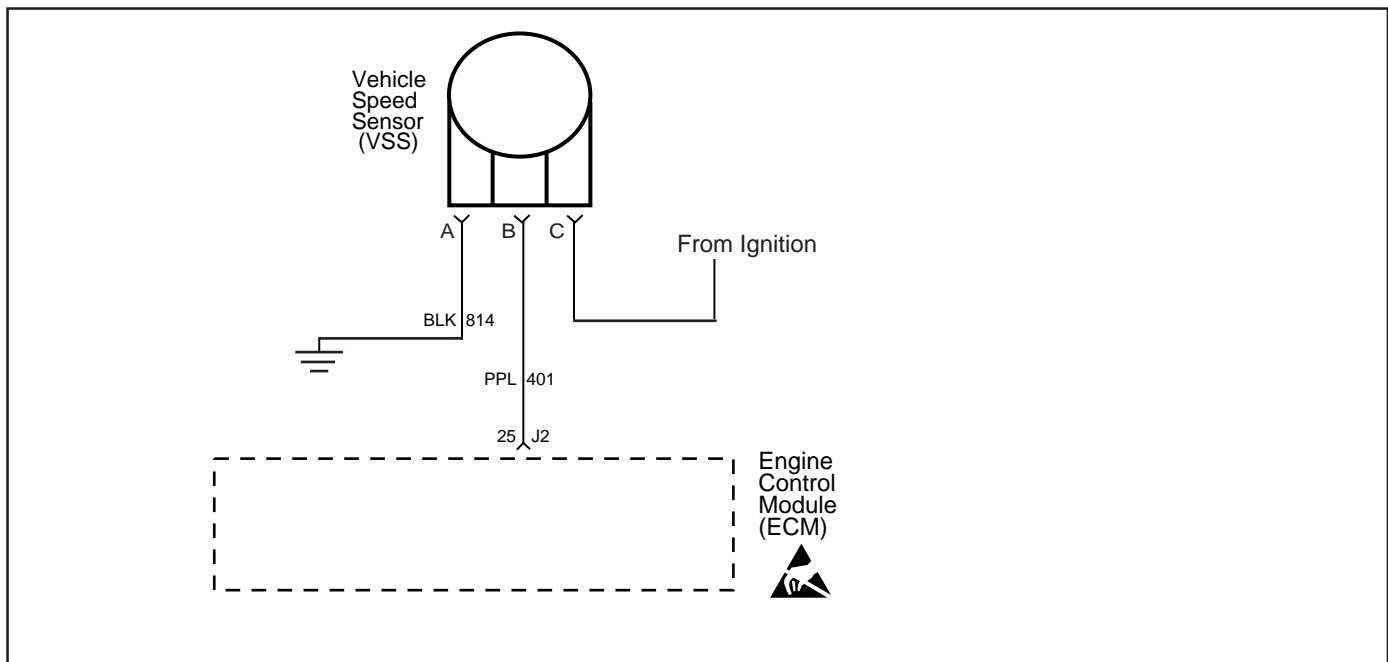 Vehicle
Speed
Sensor
(VSS)
A
B
C
From Ignition
BLK 814
PPL 401
25 J2
Engine
Control
Module
(ECM)